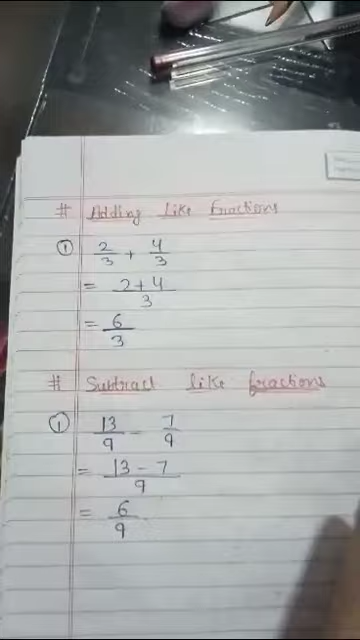 # Adding like fractions
① 2/3 + 4/3
= 2+4/3
= 6/3
# Subtract like fractions
① 13/9 - 7/9
= 13-7/9
= 6/9